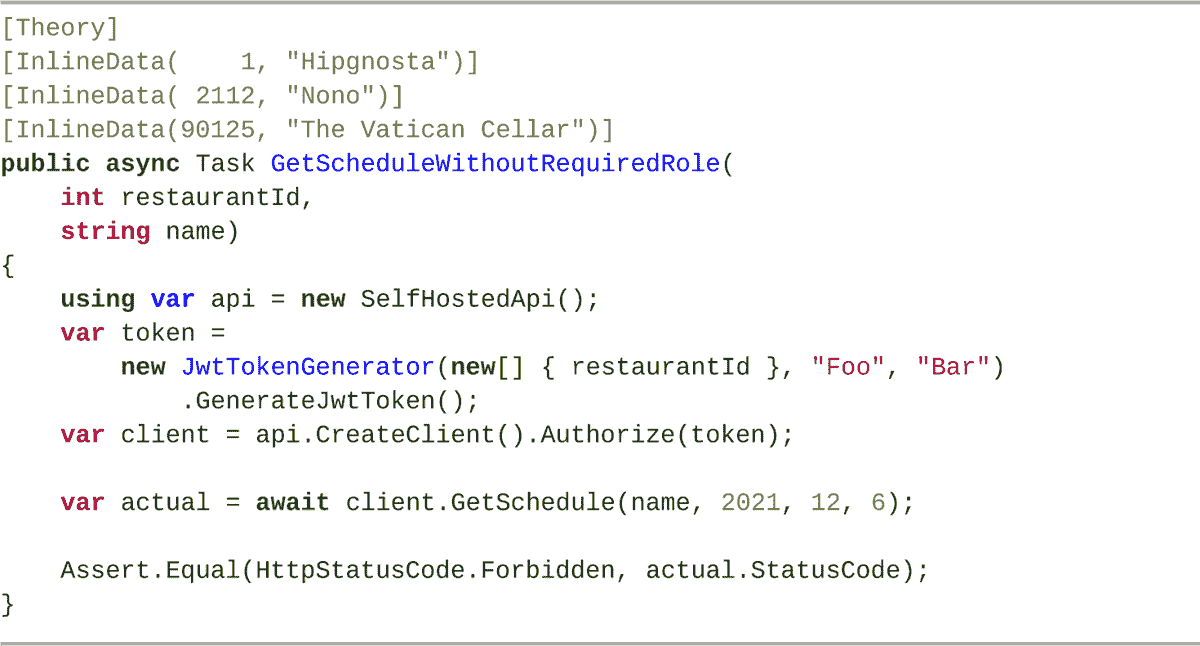 [Theory]
[InlineData(    1, "Hipgnosta")]
[InlineData( 2112, "Nono")]
[InlineData(90125, "The Vatican Cellar")]
public async Task GetScheduleWithoutRequiredRole(
    int restaurantId,
    string name)
{
    using var api = new SelfHostedApi();
    var token =
        new JwtTokenGenerator(new[] { restaurantId }, "Foo", "Bar")
            .GenerateJwtToken();
    var client = api.CreateClient().Authorize(token);

    var actual = await client.GetSchedule(name, 2021, 12, 6);

    Assert.Equal(HttpStatusCode.Forbidden, actual.StatusCode);
}